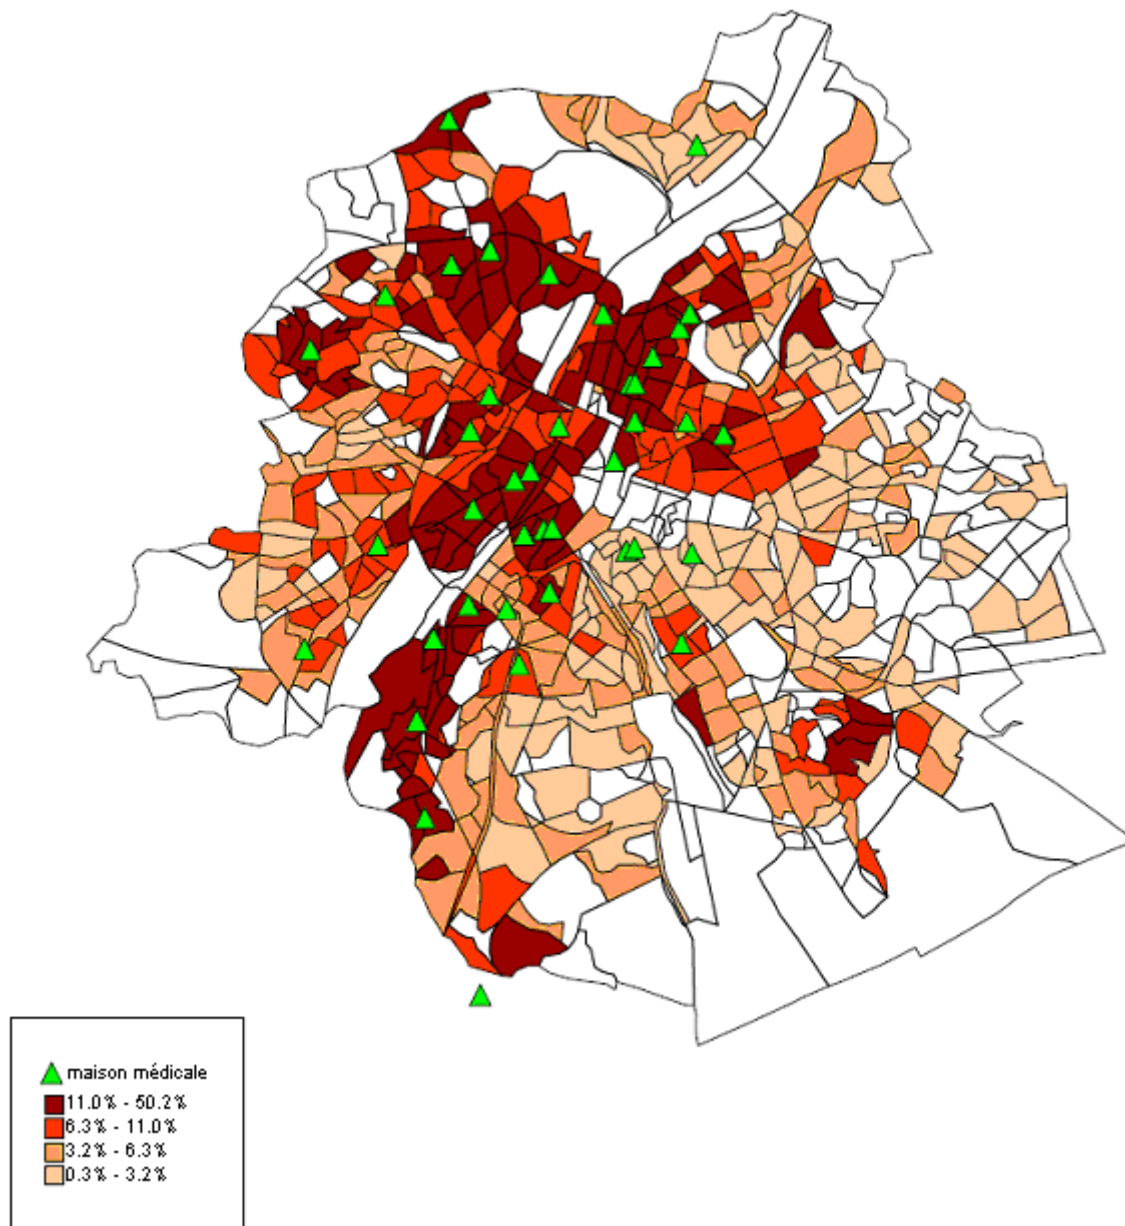 maison médicale
11.0% - 50.2%
6.3% - 11.0%
3.2% - 6.3%
0.3% - 3.2%